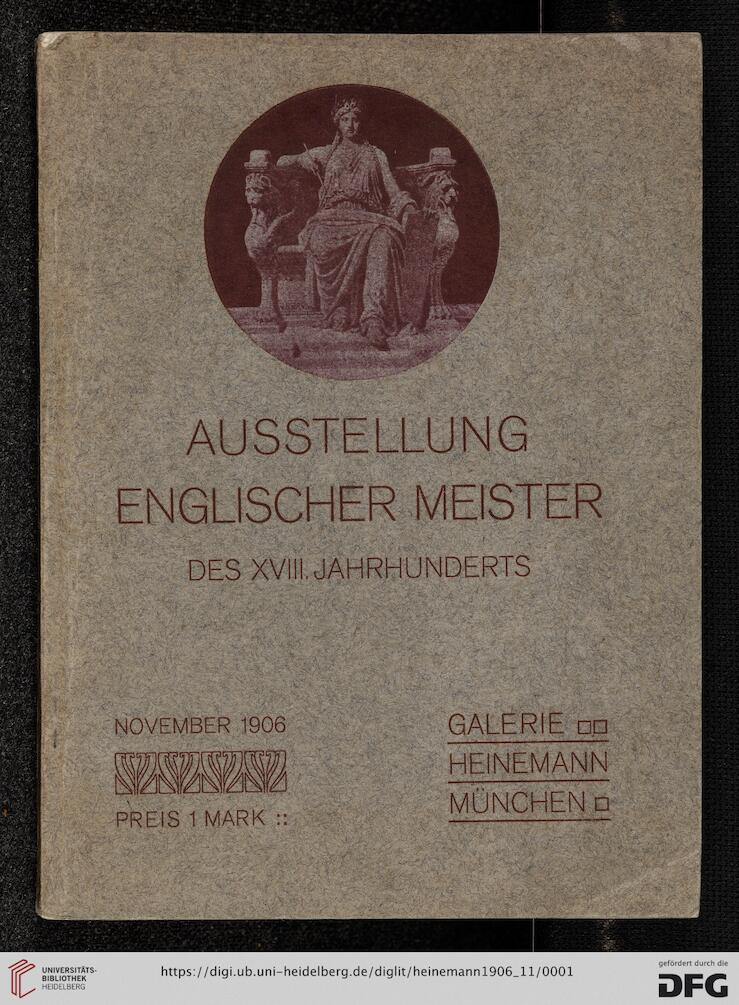 AUSSTELLUNG
ENGLISCHER MEISTER
DES XVIII. JAHRHUNDERTS
NOVEMBER 1906
PREIS 1 MARK ::
GALERIE □□
HEINEMANN
MÜNCHEN □
UNIVERSITÄTS-
BIBLIOTHEK
HEIDELBERG
https://digi.ub.uni-heidelberg.de/diglit/heinemann1906_11/0001
gefördert durch die
DFG